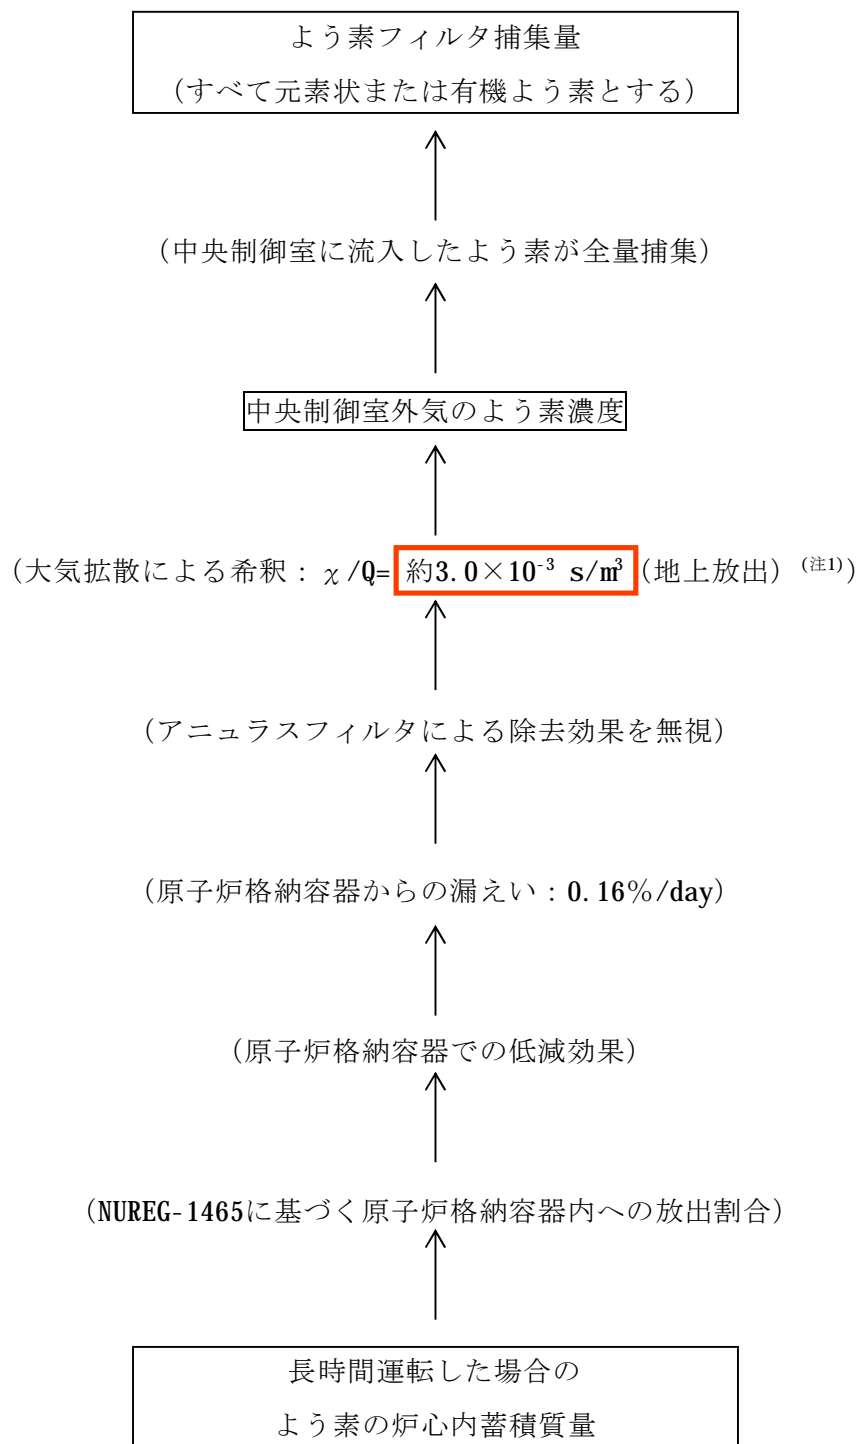 よう素フィルタ捕集量
(すべて元素状または有機よう素とする)
(中央制御室に流入したよう素が全量捕集)
中央制御室外気のよう素濃度
(大気拡散による希釈：χ/Q=約3.0×10⁻³ s/㎥(地上放出)⁽注¹⁾)
(アニュラスフィルタによる除去効果を無視)
(原子炉格納容器からの漏えい：0.16%/day)
(原子炉格納容器での低減効果)
(NUREG-1465に基づく原子炉格納容器内への放出割合)
長時間運転した場合の
よう素の炉心内蓄積質量